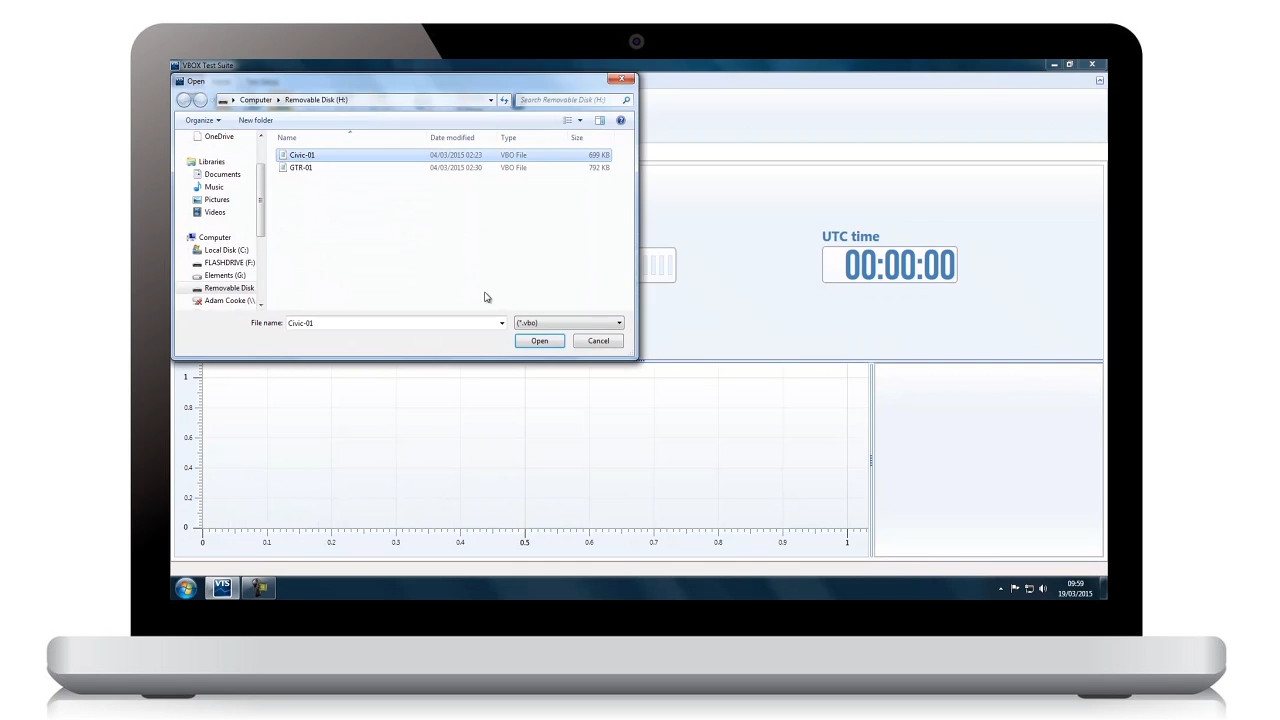 VBOX Test Suite
Open
Computer Removable Disk (H:)
Search Removable Disk (H:)
Organize New folder
Name Date modified Type Size
Civic-01 04/03/2015 02:23 VBO File 699 KB
GTR-01 04/03/2015 02:30 VBO File 792 KB
OneDrive
Libraries
Documents
Music
Pictures
Videos
Computer
Local Disk (C:)
FLASHDRIVE (F:)
Elements (G:)
Removable Disk
Adam Cooke (\\
File name: Civic-01 (*.vbo)
Open Cancel
UTC time
00:00:00
1
0.8
0.6
0.4
0.2
0
0 0.1 0.2 0.3 0.4 0.5 0.6 0.7 0.8 0.9 1
VTS
09:59
19/03/2015